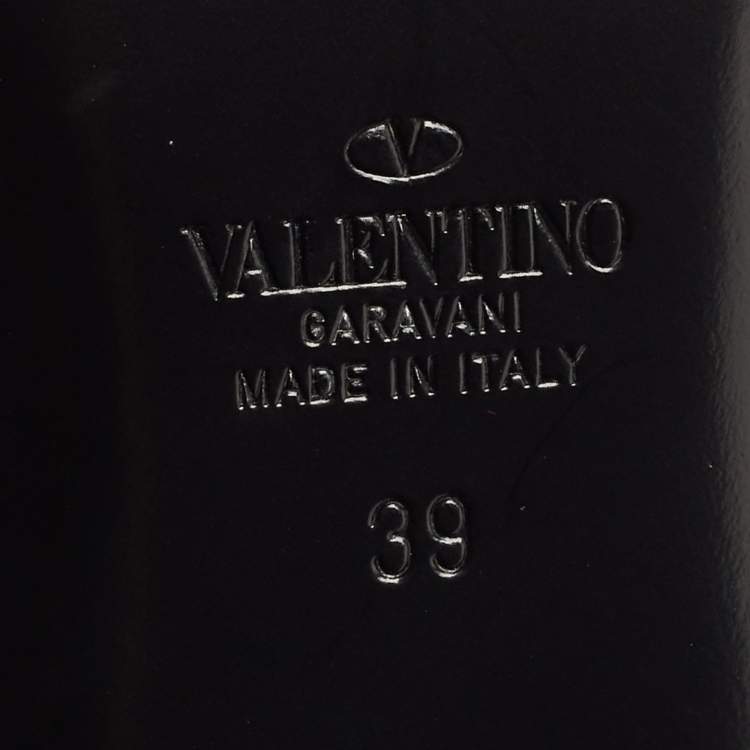 V
VALENTINO
GARAVANI
MADE IN ITALY
39